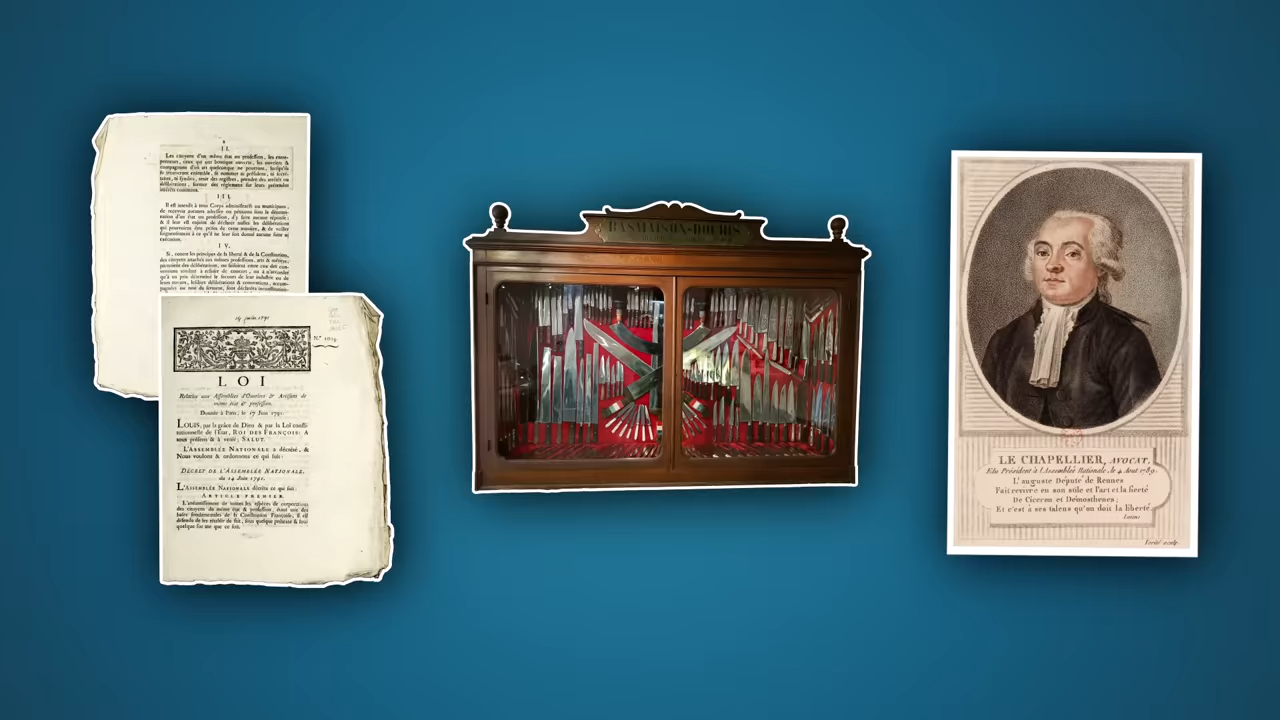 II.
Les citoyens d'un même état ou profession, les entre-
preneurs, ceux qui ont boutique ouverte, les ouvriers &
compagnons d'un art quelconque ne pourront, lorsqu'ils
se trouveront ensemble, se nommer ni président, ni secré-
taire, ni syndic, tenir des registres, prendre des arrêtés ou
délibérations, former des réglemens sur leurs prétendus
intérêts communs.
III.
Il est interdit à tous Corps administratifs ou municipaux,
de recevoir aucune adresse ou pétition sous la dénomi-
nation d'un état ou profession, d'y faire aucune réponse;
& il leur est enjoint de déclarer nulles les délibérations
qui pourroient être prises de cette manière, & de veiller
soigneusement à ce qu'il ne leur soit donné aucune suite ni
exécution.
IV.
Si, contre les principes de la liberté & de la Constitution,
des citoyens attachés aux mêmes professions, arts & métiers,
prenoient des délibérations, ou faisoient entre eux des con-
ventions tendant à refuser de concert, ou à n'accorder
qu'à un prix déterminé le secours de leur industrie ou de
leurs travaux, lesdites délibérations & conventions, accom-
pagnées ou non du serment, sont déclarées
14 juin 1791
LOI
Relative aux Assemblées d'Ouvriers & Artisans de
même état & profession.
Donnée à Paris, le 17 Juin 1791.
LOUIS, par la grâce de Dieu & par la Loi consti-
tutionnelle de l'État, ROI DES FRANÇOIS: A
tous présens & à venir; SALUT.
L'ASSEMBLÉE NATIONALE a décrété, &
Nous voulons & ordonnons ce qui suit:
DÉCRET DE L'ASSEMBLÉE NATIONALE,
du 14 Juin 1791.
L'ASSEMBLÉE NATIONALE décrète ce qui suit:
ARTICLE PREMIER.
L'anéantissement de toutes les espèces de corporations
des citoyens du même état & profession, étant une des
bases fondamentales de la Constitution Françoise, il est
défendu de les rétablir de fait, sous quelque prétexte & sous
quelque forme que ce soit.
BASMAISON-DOURIS
LE CHAPELLIER, AVOCAT,
Elu Président à l'Assemblée Nationale le 4 Aout 1789.
L'auguste Député de Rennes
Fait revivre en son stile et l'art et la fierté
De Ciceron et Démosthenes;
Et c'est à ses talens qu'on doit la liberté.